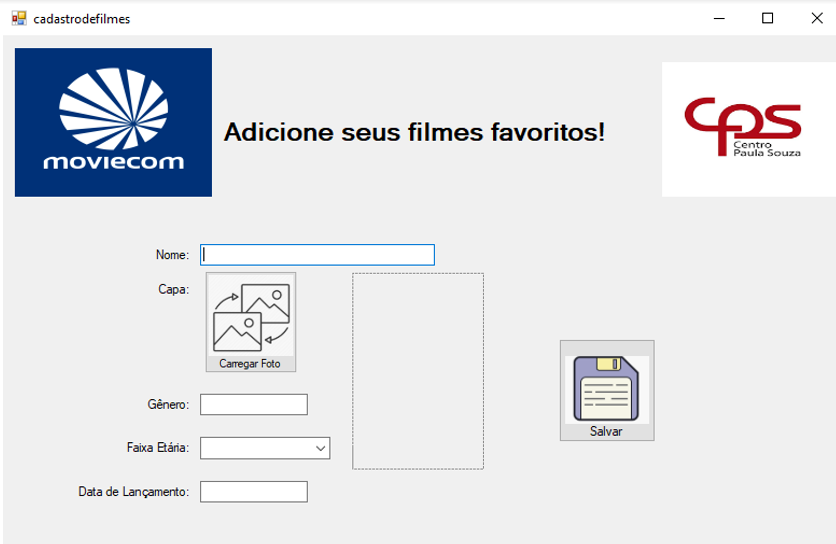 cadastrodefilmes
moviecom
Adicione seus filmes favoritos!
cps
Centro
Paula Souza
Nome:
Capa:
Carregar Foto
Gênero:
Faixa Etária:
Data de Lançamento:
Salvar